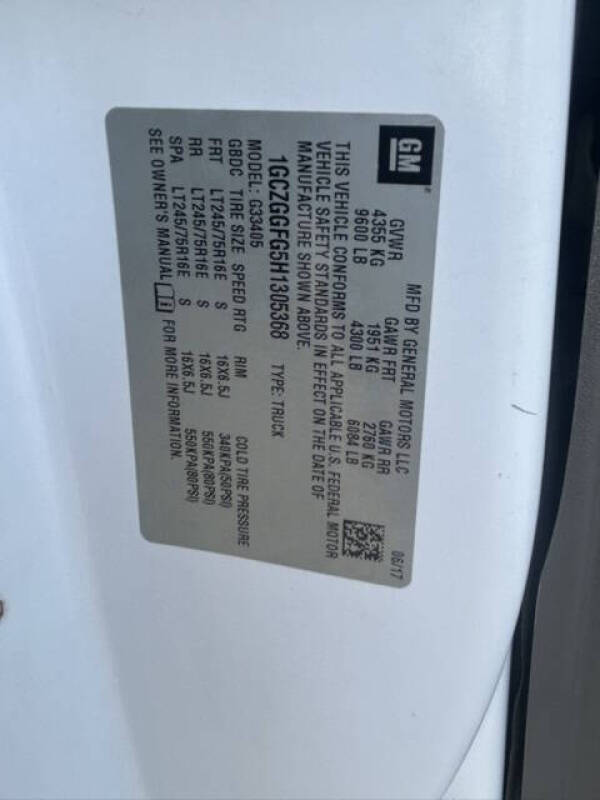 GM®
MFD BY GENERAL MOTORS LLC 06/17
GVWR GAWR FRT GAWR RR
4355 KG 1951 KG 2760 KG
9600 LB 4300 LB 6084 LB
THIS VEHICLE CONFORMS TO ALL APPLICABLE U.S. FEDERAL MOTOR
VEHICLE SAFETY STANDARDS IN EFFECT ON THE DATE OF
MANUFACTURE SHOWN ABOVE.
1GCZGGFG5H1305368 TYPE: TRUCK
MODEL: G33405
GBDC TIRE SIZE SPEED RTG RIM COLD TIRE PRESSURE
FRT LT245/75R16E S 16X6.5J 340KPA(50PSI)
RR LT245/75R16E S 16X6.5J 550KPA(80PSI)
SPA LT245/75R16E S 16X6.5J 550KPA(80PSI)
SEE OWNER'S MANUAL FOR MORE INFORMATION.